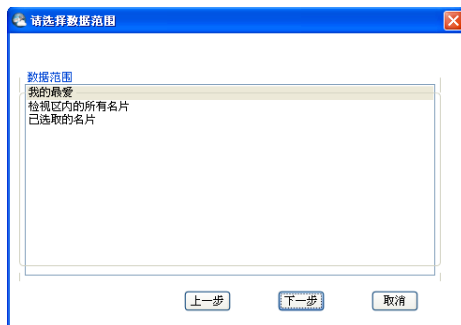 请选择数据范围
数据范围
我的最爱
检视区内的所有名片
已选取的名片
上一步
下一步
取消